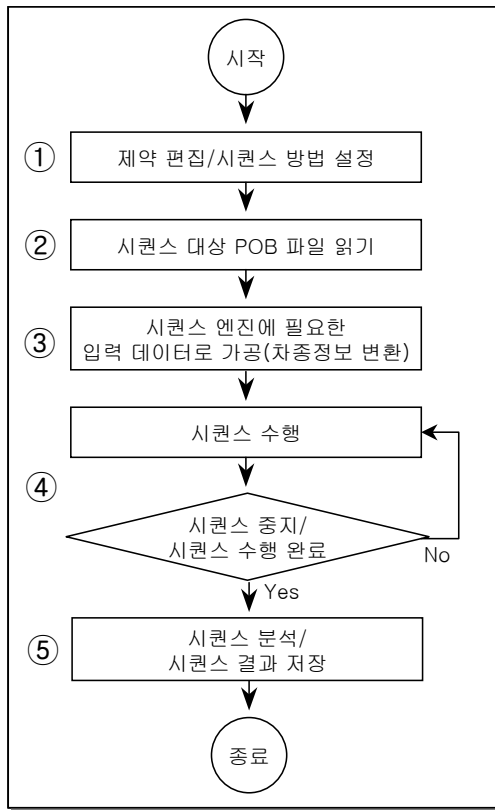 시작
① 제약 편집/시퀀스 방법 설정
② 시퀀스 대상 POB 파일 읽기
③ 시퀀스 엔진에 필요한
입력 데이터로 가공(차종정보 변환)
시퀀스 수행
④
시퀀스 중지/
시퀀스 수행 완료
No
Yes
⑤ 시퀀스 분석/
시퀀스 결과 저장
종료